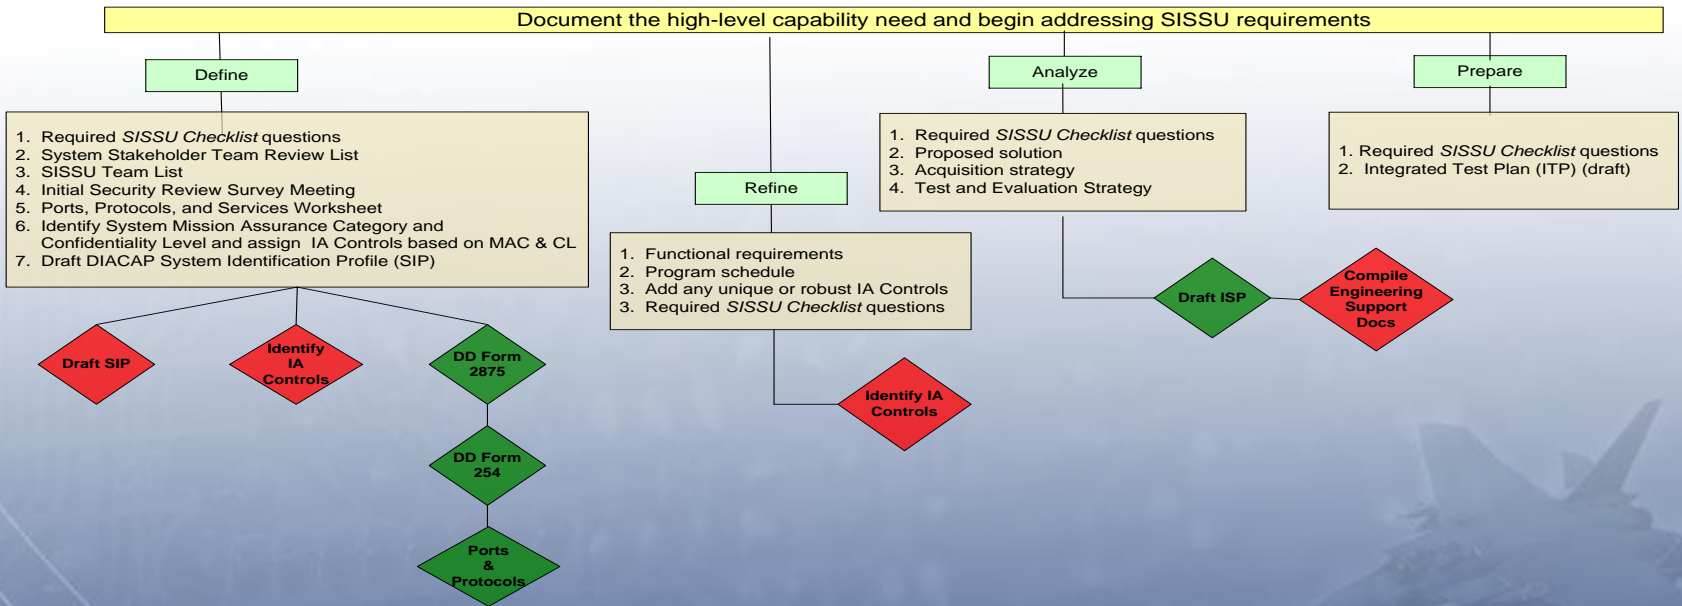 Document the high-level capability need and begin addressing SISSU requirements
Define
1. Required SISSU Checklist questions
2. System Stakeholder Team Review List
3. SISSU Team List
4. Initial Security Review Survey Meeting
5. Ports, Protocols, and Services Worksheet
6. Identify System Mission Assurance Category and
Confidentiality Level and assign IA Controls based on MAC & CL
7. Draft DIACAP System Identification Profile (SIP)
Draft SIP
Identify
IA
Controls
DD Form
2875
DD Form
254
Ports
&
Protocols
Refine
1. Functional requirements
2. Program schedule
3. Add any unique or robust IA Controls
3. Required SISSU Checklist questions
Identify IA
Controls
Analyze
1. Required SISSU Checklist questions
2. Proposed solution
3. Acquisition strategy
4. Test and Evaluation Strategy
Draft ISP
Compile
Engineering
Support
Docs
Prepare
1. Required SISSU Checklist questions
2. Integrated Test Plan (ITP) (draft)